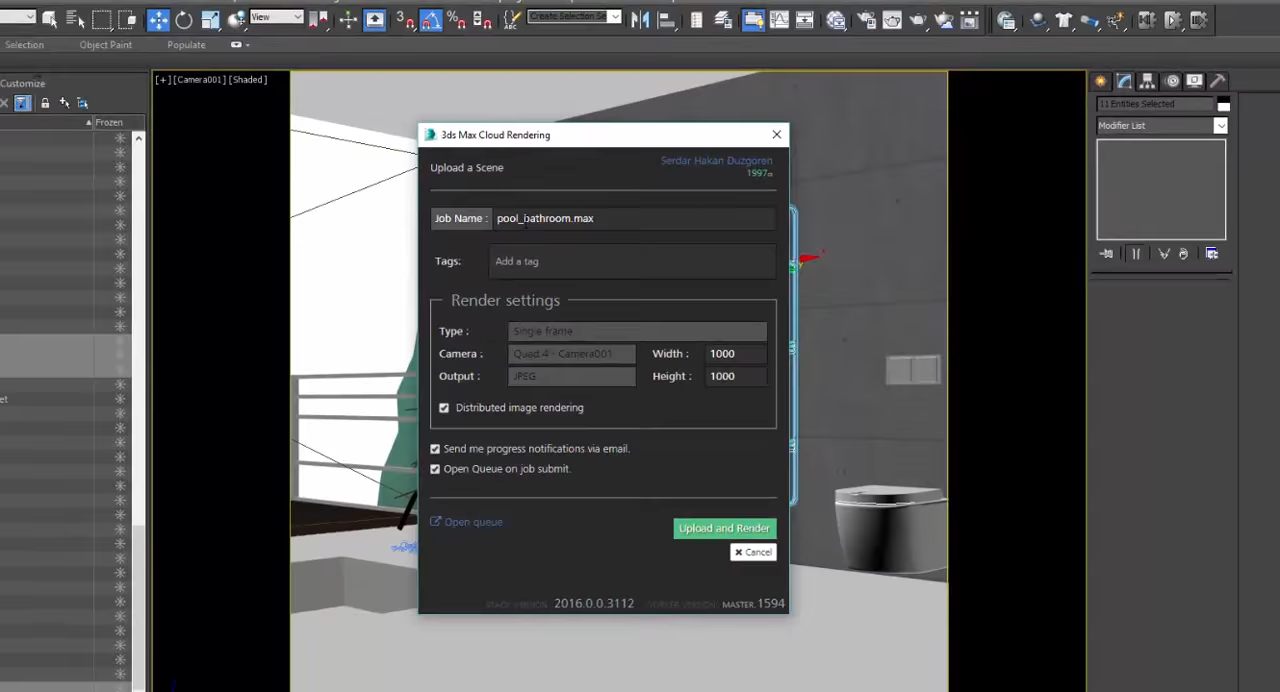 View
Create Selection Se
Selection
Object Paint
Populate
Customize
Frozen
[+] [Camera001] [Shaded]
11 Entities Selected
Modifier List
3ds Max Cloud Rendering
Upload a Scene
Serdar Hakan Duzgoren
1997
Job Name :
pool_bathroom.max
Tags:
Add a tag
Render settings
Type :
Single frame
Camera :
Quad 4 - Camera001
Width :
1000
Output :
JPEG
Height :
1000
Distributed image rendering
Send me progress notifications via email.
Open Queue on job submit.
Open queue
Upload and Render
Cancel
2016.0.0.3112
WORKER VERSION:
MASTER.1594